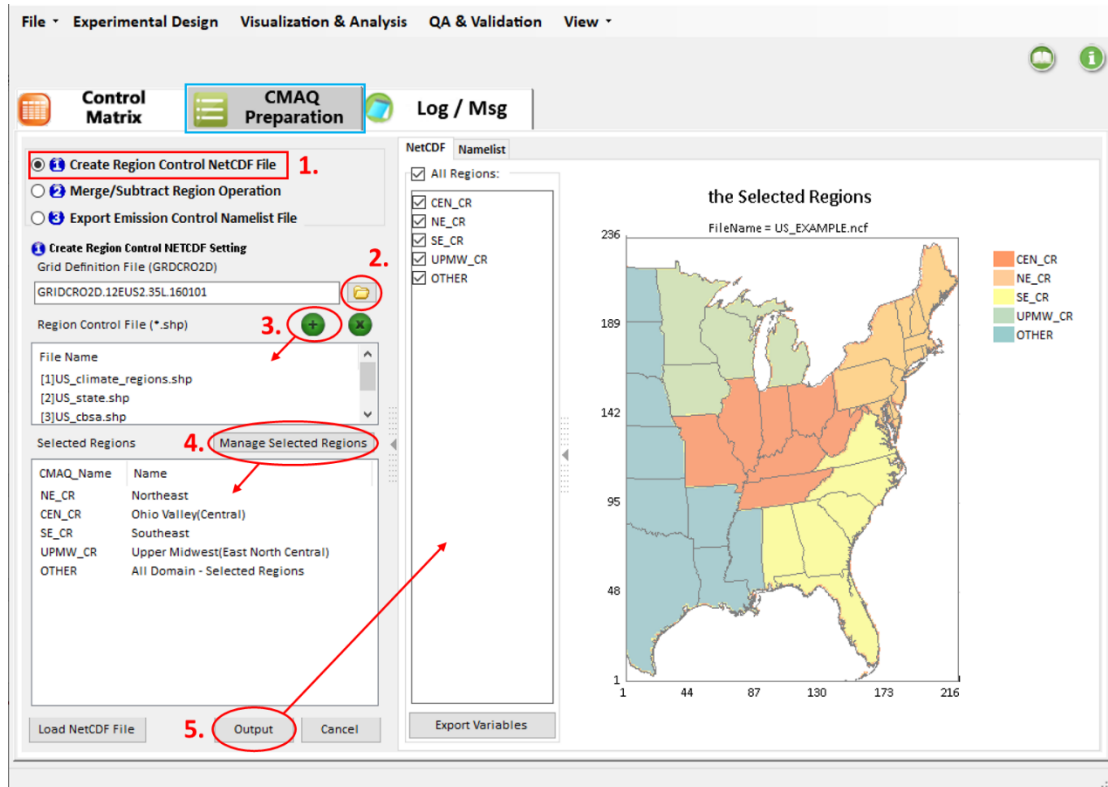 File Experimental Design Visualization & Analysis QA & Validation View
i
Control Matrix
CMAQ Preparation
Log / Msg
1 Create Region Control NetCDF File 1.
2 Merge/Subtract Region Operation
3 Export Emission Control Namelist File
1 Create Region Control NETCDF Setting
Grid Definition File (GRDCRO2D) 2.
GRIDCRO2D.12EUS2.35L.160101
Region Control File (*.shp) 3. + x
File Name
[1]US_climate_regions.shp
[2]US_state.shp
[3]US_cbsa.shp
Selected Regions 4. Manage Selected Regions
CMAQ_Name Name
NE_CR Northeast
CEN_CR Ohio Valley(Central)
SE_CR Southeast
UPMW_CR Upper Midwest(East North Central)
OTHER All Domain - Selected Regions
Load NetCDF File 5. Output Cancel
NetCDF Namelist
All Regions:
CEN_CR
NE_CR
SE_CR
UPMW_CR
OTHER
Export Variables
the Selected Regions
FileName = US_EXAMPLE.ncf
236
189
142
95
48
1
1 44 87 130 173 216
CEN_CR
NE_CR
SE_CR
UPMW_CR
OTHER